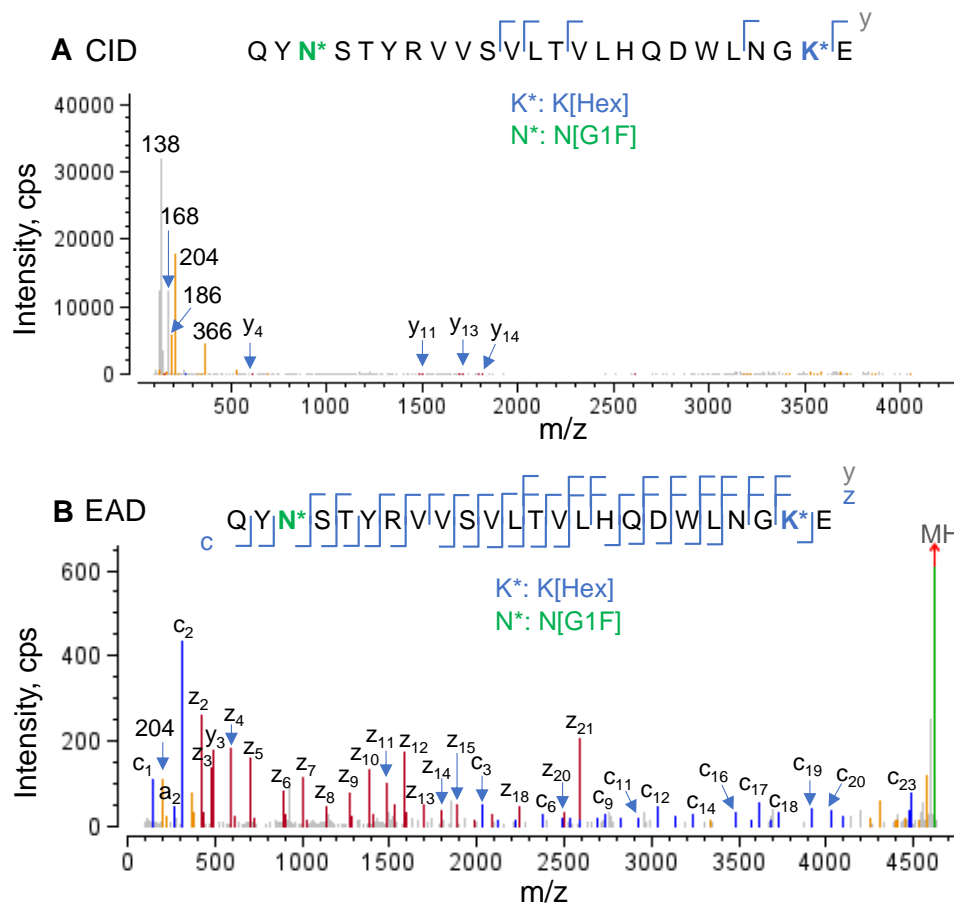 y
A CID
Q Y N* S T Y R V V S V L T V L H Q D W L N G K* E
K*: K[Hex]
N*: N[G1F]
Intensity, cps
40000
30000
20000
10000
0
138
168
204
186
366
y4
y11
y13
y14
500 1000 1500 2000 2500 3000 3500 4000
m/z
y
z
B EAD
Q Y N* S T Y R V V S V L T V L H Q D W L N G K* E
c
MH
K*: K[Hex]
N*: N[G1F]
Intensity, cps
600
400
200
0
c1
204
a2
c2
z2
z3
y3
z4
z5
z6
z7
z8
z9
z10
z11
z12
z13
z14
z15
c3
z18
c6
z20
z21
c9
c11
c12
c14
c16
c17
c18
c19
c20
c23
0 500 1000 1500 2000 2500 3000 3500 4000 4500
m/z